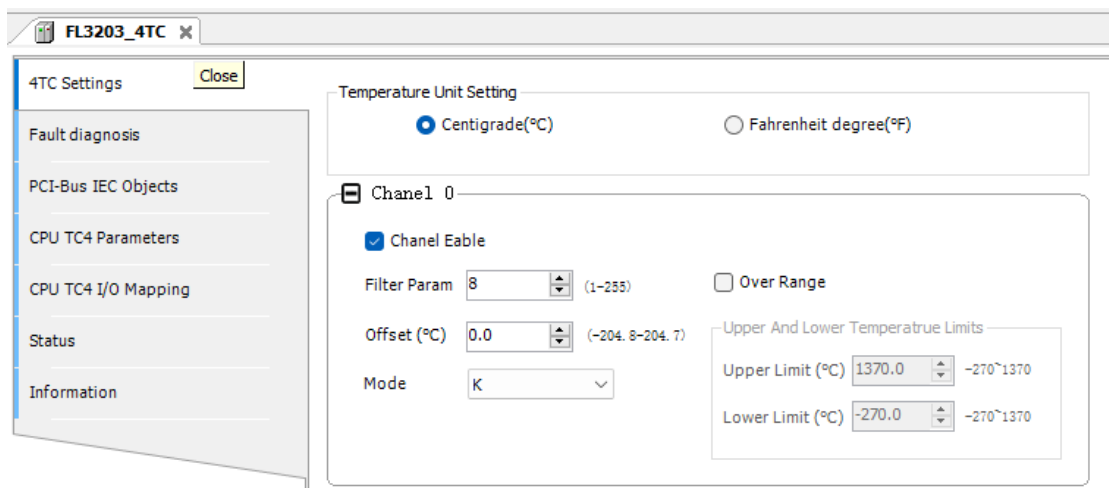 FL3203_4TC
4TC Settings
Close
Fault diagnosis
PCI-Bus IEC Objects
CPU TC4 Parameters
CPU TC4 I/O Mapping
Status
Information
Temperature Unit Setting
Centigrade(°C)
Fahrenheit degree(°F)
Chanel 0
Chanel Eable
Filter Param 8 (1-255)
Offset (°C) 0.0 (-204.8-204.7)
Mode K
Over Range
Upper And Lower Temperatrue Limits
Upper Limit (°C) 1370.0 -270~1370
Lower Limit (°C) -270.0 -270~1370